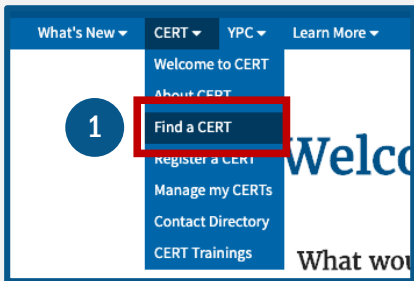 What's New CERT YPC Learn More
Welcome to CERT
About CERT
1
Find a CERT
Register a CERT
Manage my CERTs
Contact Directory
CERT Trainings
Welco
What wou